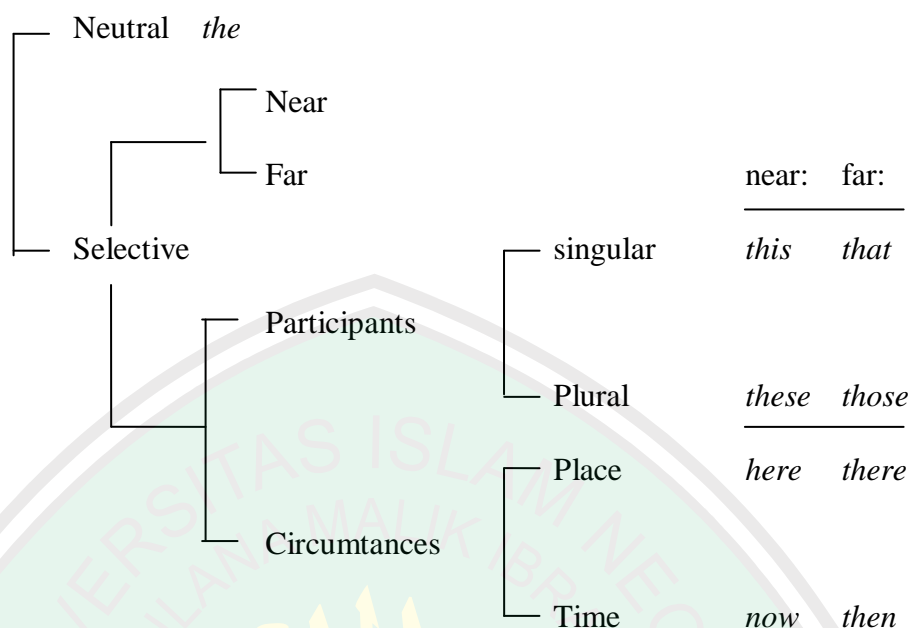 Neutral the
Near
Far near: far:
Selective singular this that
Participants
Plural these those
Place here there
Circumtances
Time now then